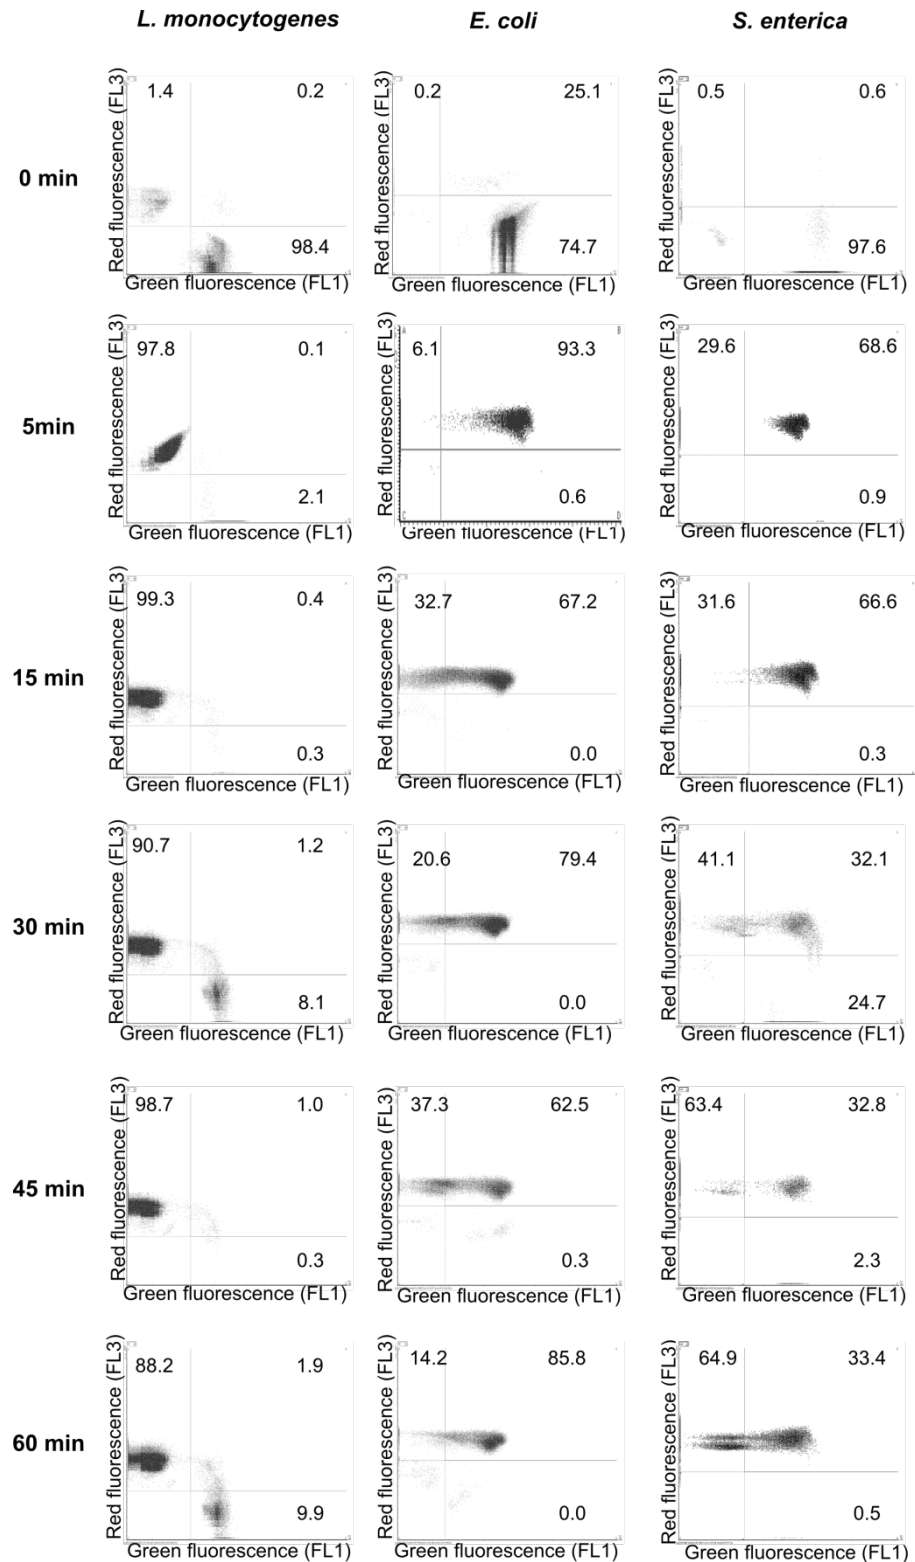 L. monocytogenes E. coli S. enterica
0 min
Red fluorescence (FL3) 1.4 0.2 98.4 Green fluorescence (FL1)
Red fluorescence (FL3) 0.2 25.1 74.7 Green fluorescence (FL1)
Red fluorescence (FL3) 0.5 0.6 97.6 Green fluorescence (FL1)
5min
Red fluorescence (FL3) 97.8 0.1 2.1 Green fluorescence (FL1)
Red fluorescence (FL3) A B 6.1 93.3 0.6 C D Green fluorescence (FL1)
Red fluorescence (FL3) 29.6 68.6 0.9 Green fluorescence (FL1)
15 min
Red fluorescence (FL3) 99.3 0.4 0.3 Green fluorescence (FL1)
Red fluorescence (FL3) 32.7 67.2 0.0 Green fluorescence (FL1)
Red fluorescence (FL3) 31.6 66.6 0.3 Green fluorescence (FL1)
30 min
Red fluorescence (FL3) 90.7 1.2 8.1 Green fluorescence (FL1)
Red fluorescence (FL3) 20.6 79.4 0.0 Green fluorescence (FL1)
Red fluorescence (FL3) 41.1 32.1 24.7 Green fluorescence (FL1)
45 min
Red fluorescence (FL3) 98.7 1.0 0.3 Green fluorescence (FL1)
Red fluorescence (FL3) 37.3 62.5 0.3 Green fluorescence (FL1)
Red fluorescence (FL3) 63.4 32.8 2.3 Green fluorescence (FL1)
60 min
Red fluorescence (FL3) 88.2 1.9 9.9 Green fluorescence (FL1)
Red fluorescence (FL3) 14.2 85.8 0.0 Green fluorescence (FL1)
Red fluorescence (FL3) 64.9 33.4 0.5 Green fluorescence (FL1)